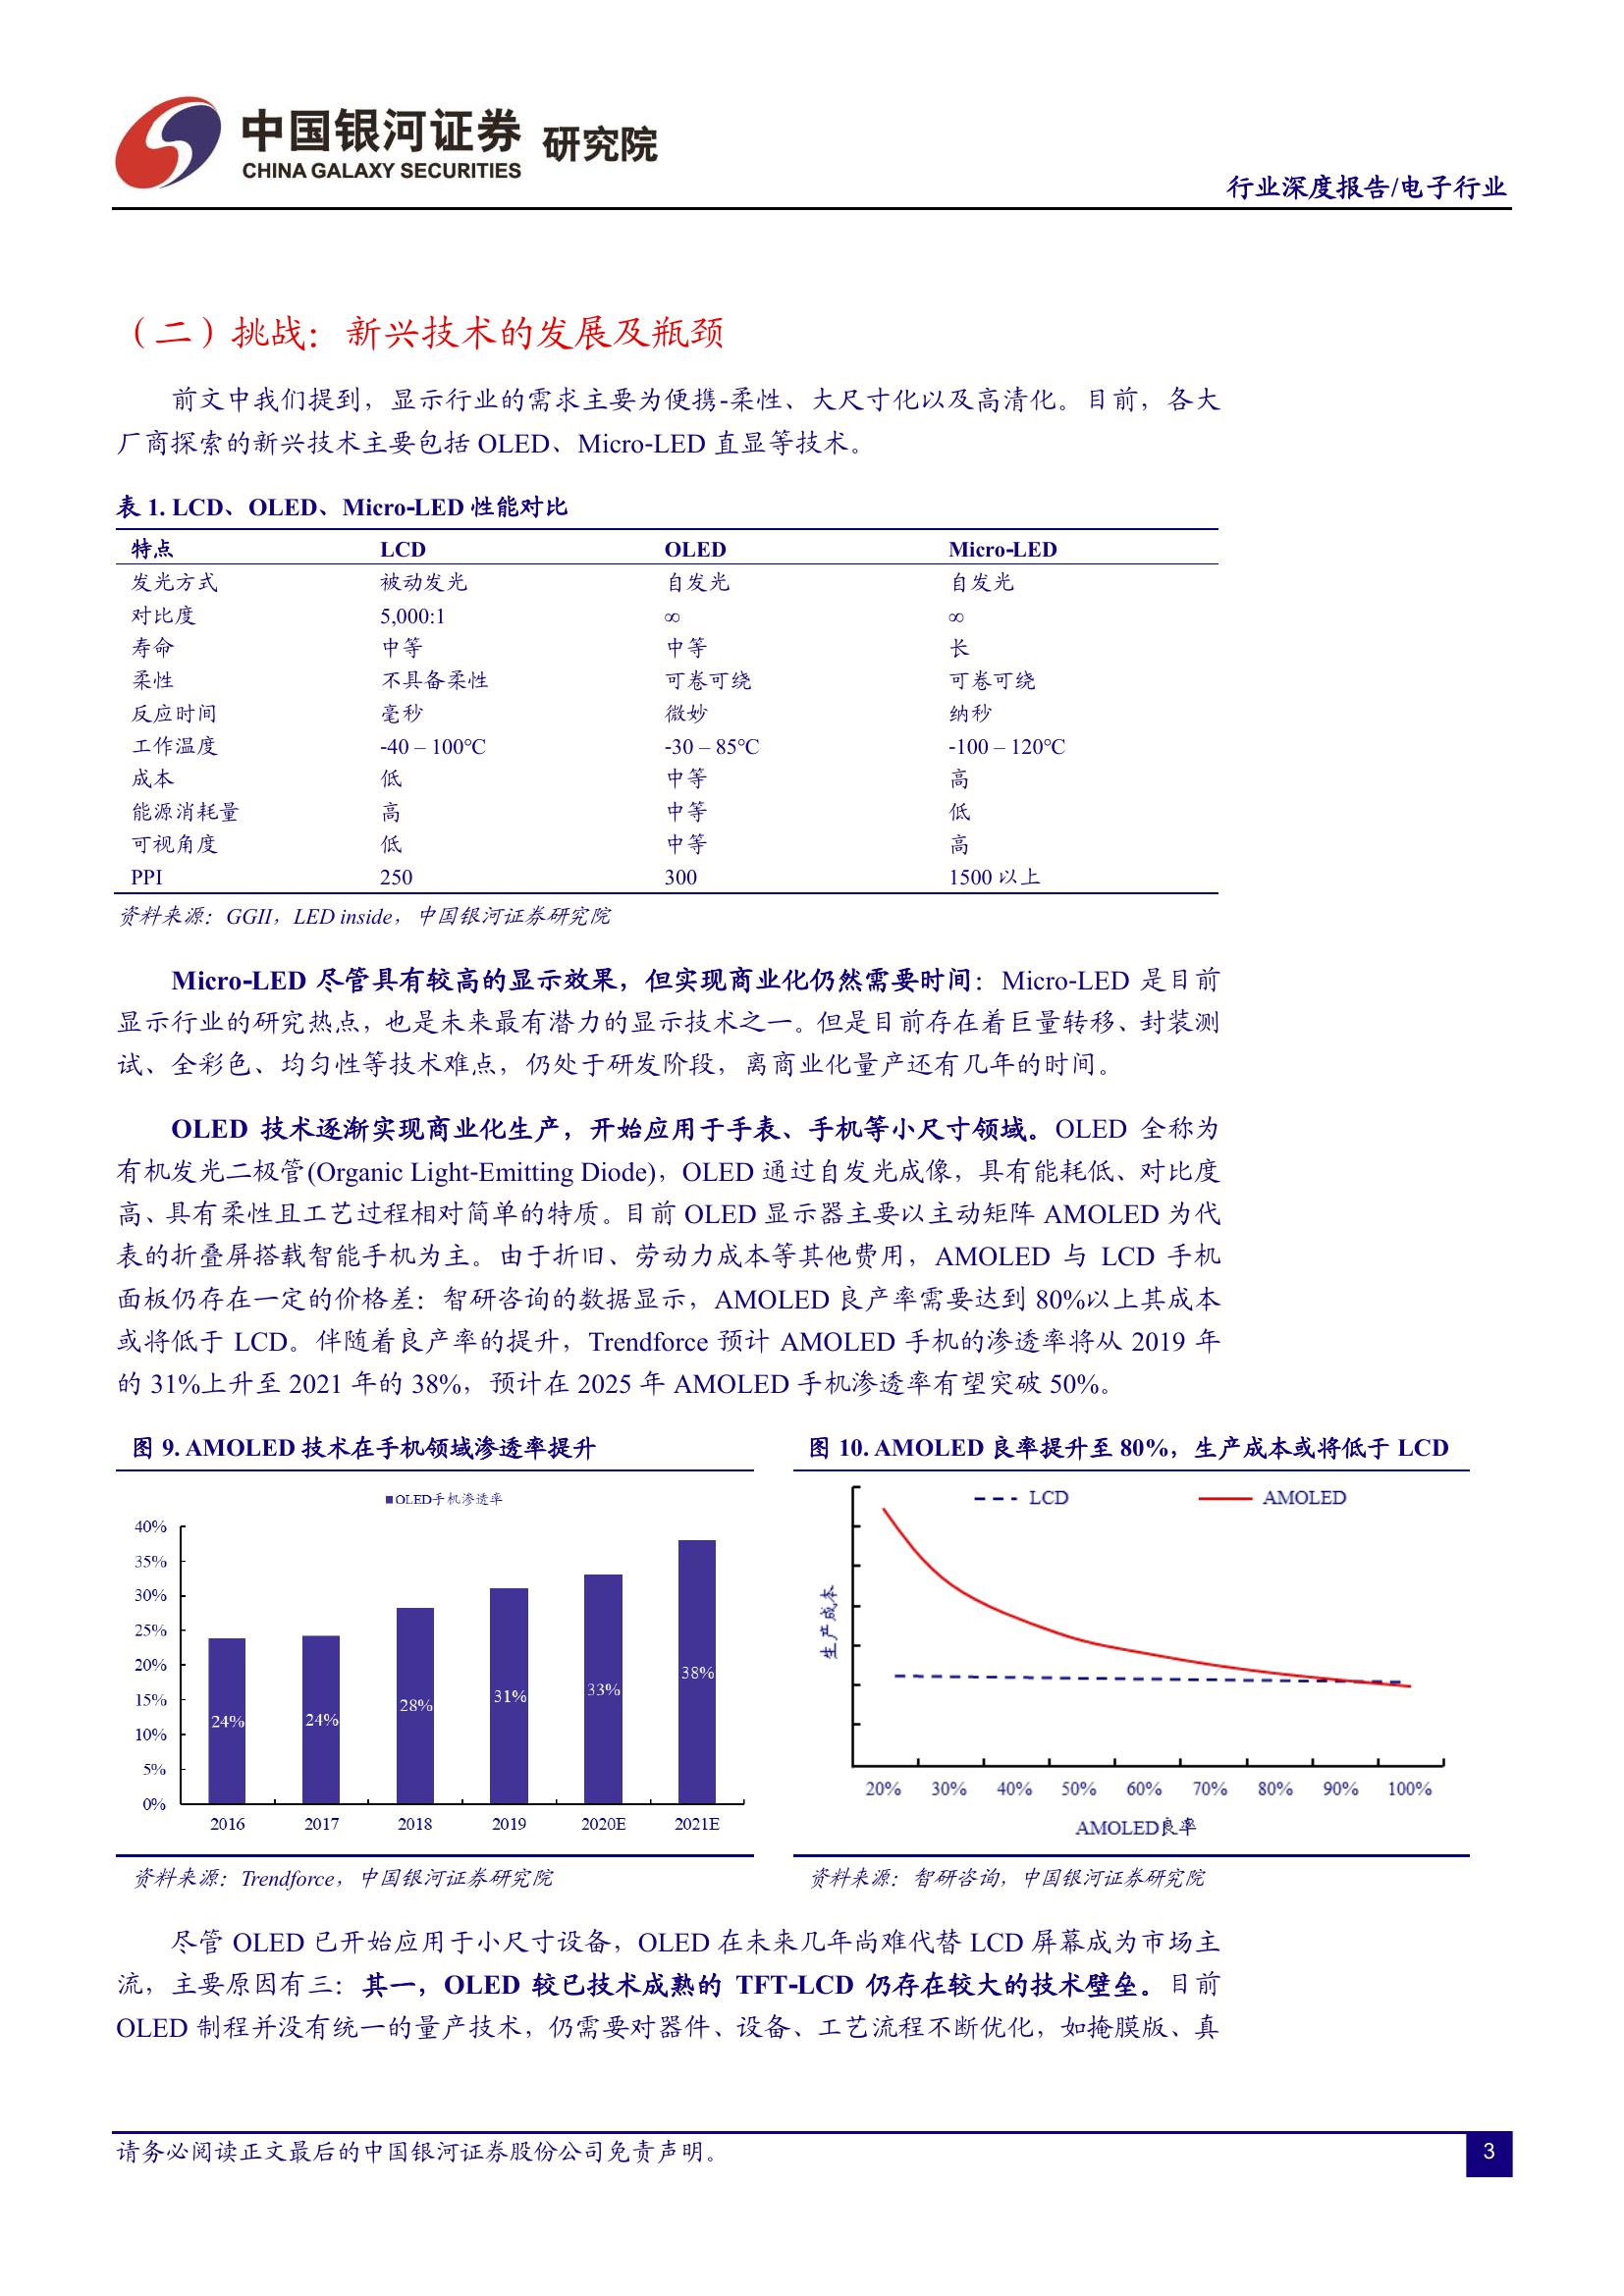 中国银河证券 研究院
CHINA GALAXY SECURITIES
行业深度报告/电子行业
（二）挑战：新兴技术的发展及瓶颈
前文中我们提到，显示行业的需求主要为便携-柔性、大尺寸化以及高清化。目前，各大
厂商探索的新兴技术主要包括 OLED、Micro-LED 直显等技术。
表 1. LCD、OLED、Micro-LED 性能对比
特点 LCD OLED Micro-LED
发光方式 被动发光 自发光 自发光
对比度 5,000:1 ∞ ∞
寿命 中等 中等 长
柔性 不具备柔性 可卷可绕 可卷可绕
反应时间 毫秒 微妙 纳秒
工作温度 -40 – 100℃ -30 – 85℃ -100 – 120℃
成本 低 中等 高
能源消耗量 高 中等 低
可视角度 低 中等 高
PPI 250 300 1500 以上
资料来源：GGII，LED inside，中国银河证券研究院
Micro-LED 尽管具有较高的显示效果，但实现商业化仍然需要时间：Micro-LED 是目前
显示行业的研究热点，也是未来最有潜力的显示技术之一。但是目前存在着巨量转移、封装测
试、全彩色、均匀性等技术难点，仍处于研发阶段，离商业化量产还有几年的时间。
OLED 技术逐渐实现商业化生产，开始应用于手表、手机等小尺寸领域。OLED 全称为
有机发光二极管(Organic Light-Emitting Diode)，OLED 通过自发光成像，具有能耗低、对比度
高、具有柔性且工艺过程相对简单的特质。目前 OLED 显示器主要以主动矩阵 AMOLED 为代
表的折叠屏搭载智能手机为主。由于折旧、劳动力成本等其他费用，AMOLED 与 LCD 手机
面板仍存在一定的价格差：智研咨询的数据显示，AMOLED 良产率需要达到 80%以上其成本
或将低于 LCD。伴随着良产率的提升，Trendforce 预计 AMOLED 手机的渗透率将从 2019 年
的 31%上升至 2021 年的 38%，预计在 2025 年 AMOLED 手机渗透率有望突破 50%。
图 9. AMOLED 技术在手机领域渗透率提升
OLED手机渗透率
40%
35%
30%
25%
20%
15%
10%
5%
0%
24% 24% 28% 31% 33% 38%
2016 2017 2018 2019 2020E 2021E
资料来源：Trendforce，中国银河证券研究院
图 10. AMOLED 良率提升至 80%，生产成本或将低于 LCD
LCD AMOLED
生产成本
20% 30% 40% 50% 60% 70% 80% 90% 100%
AMOLED良率
资料来源：智研咨询，中国银河证券研究院
尽管 OLED 已开始应用于小尺寸设备，OLED 在未来几年尚难代替 LCD 屏幕成为市场主
流，主要原因有三：其一，OLED 较已技术成熟的 TFT-LCD 仍存在较大的技术壁垒。目前
OLED 制程并没有统一的量产技术，仍需要对器件、设备、工艺流程不断优化，如掩膜版、真
请务必阅读正文最后的中国银河证券股份公司免责声明。
3